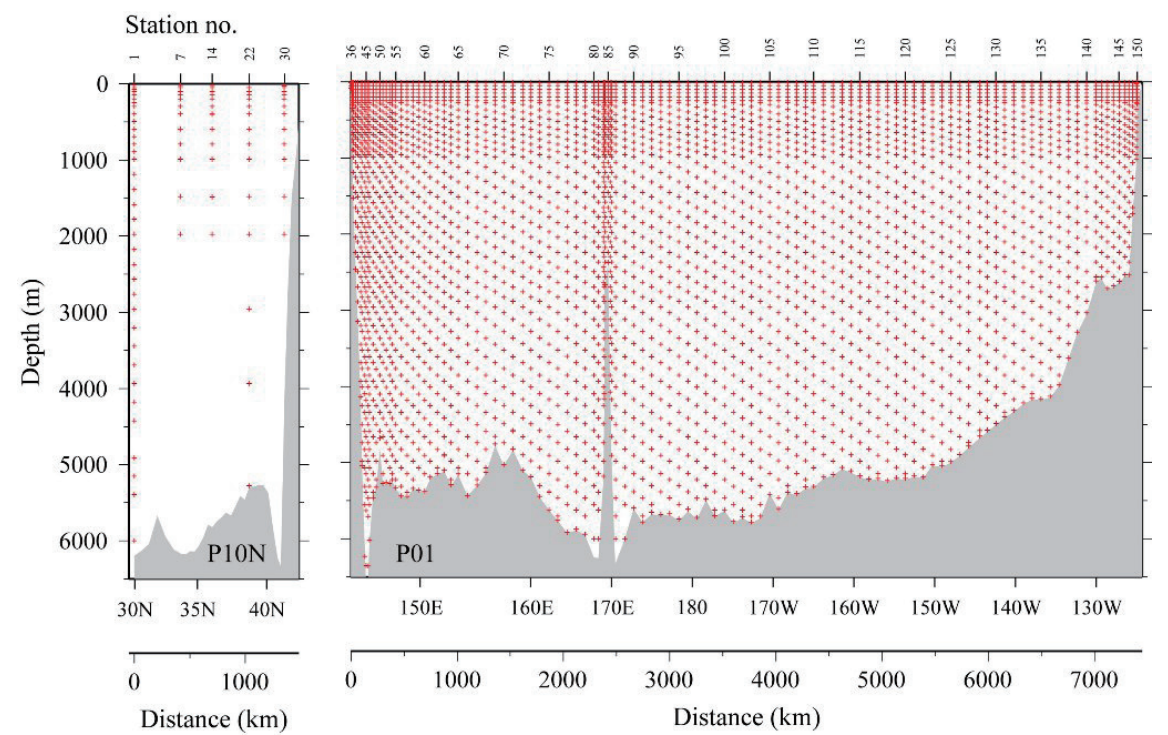 Station no.
1 7 14 22 30 36 45 50 55 60 65 70 75 80 85 90 95 100 105 110 115 120 125 130 135 140 145 150
0
1000
2000
3000
4000
5000
6000
Depth (m)
P10N P01
30N 35N 40N 150E 160E 170E 180 170W 160W 150W 140W 130W
0 1000 0 1000 2000 3000 4000 5000 6000 7000
Distance (km) Distance (km)